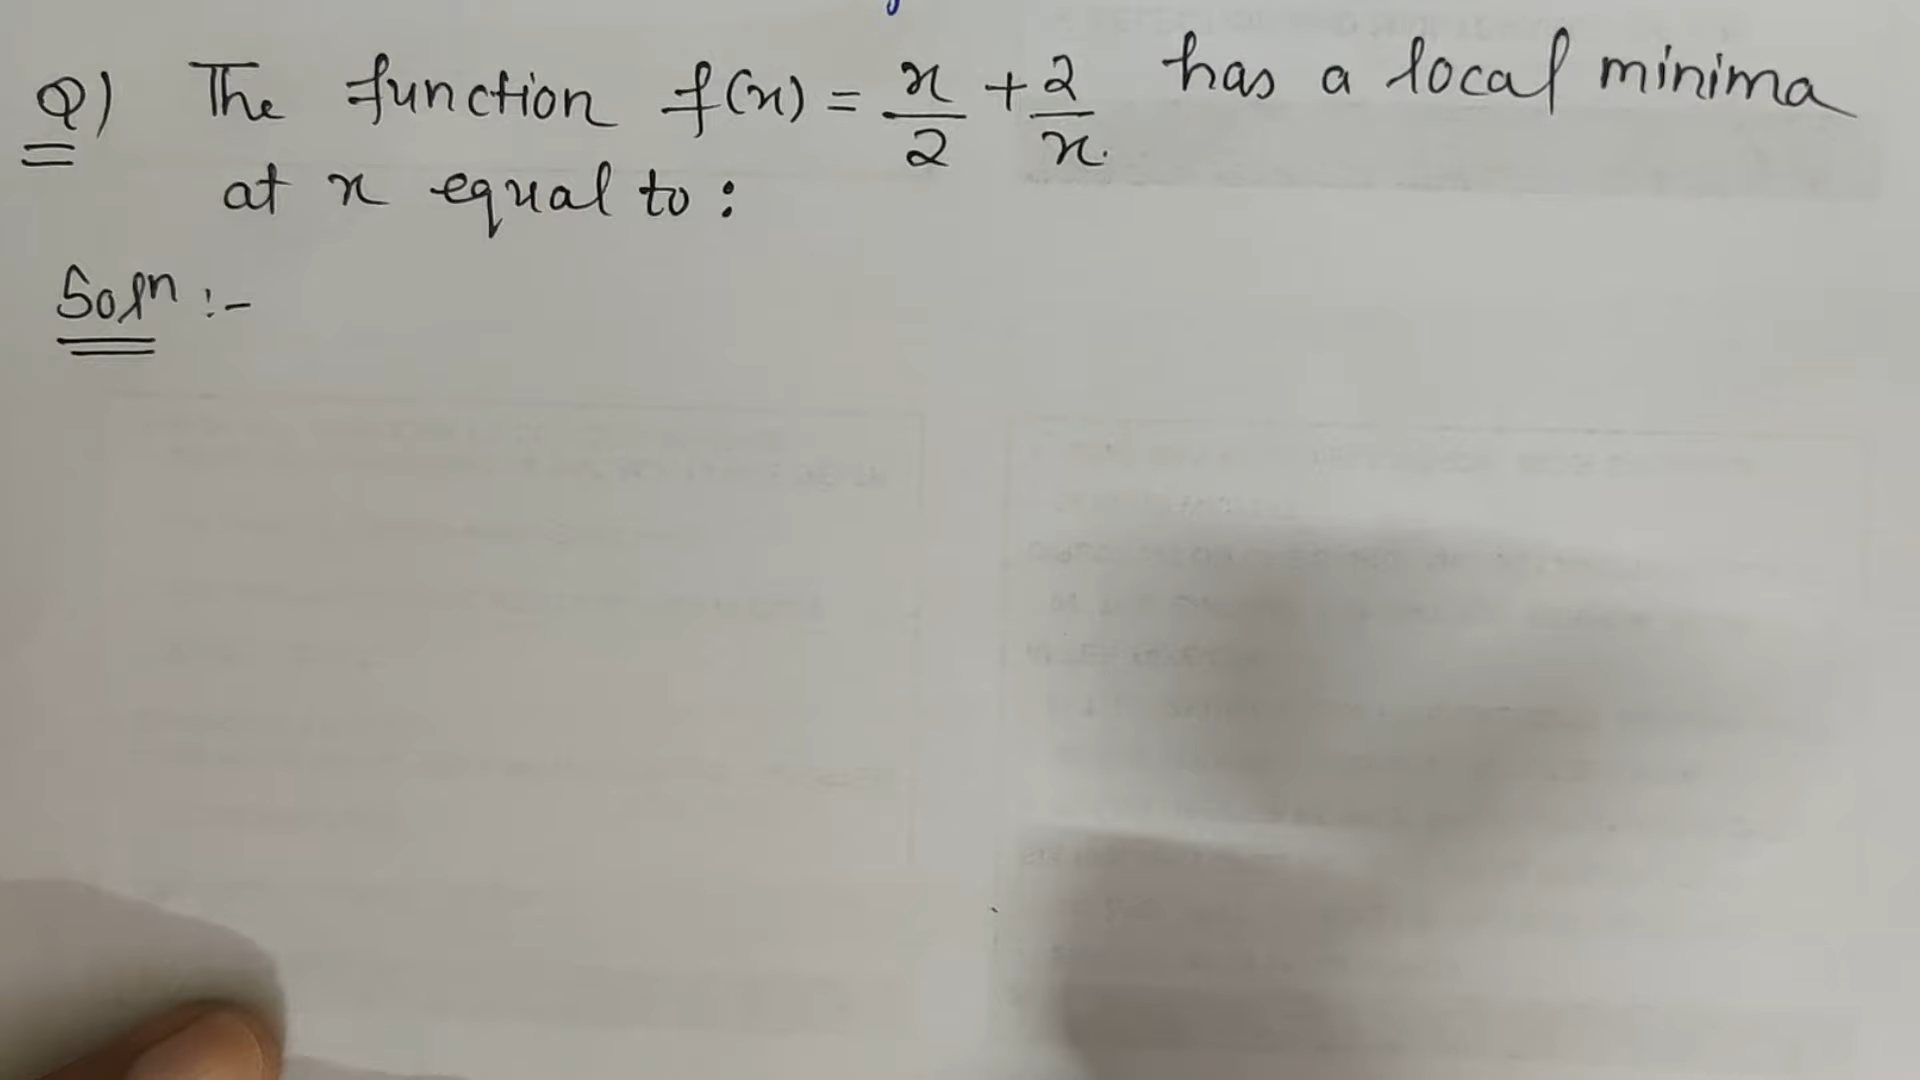 Q) The function f(x) = x/2 + 2/x has a local minima
at x equal to :
Solⁿ :-